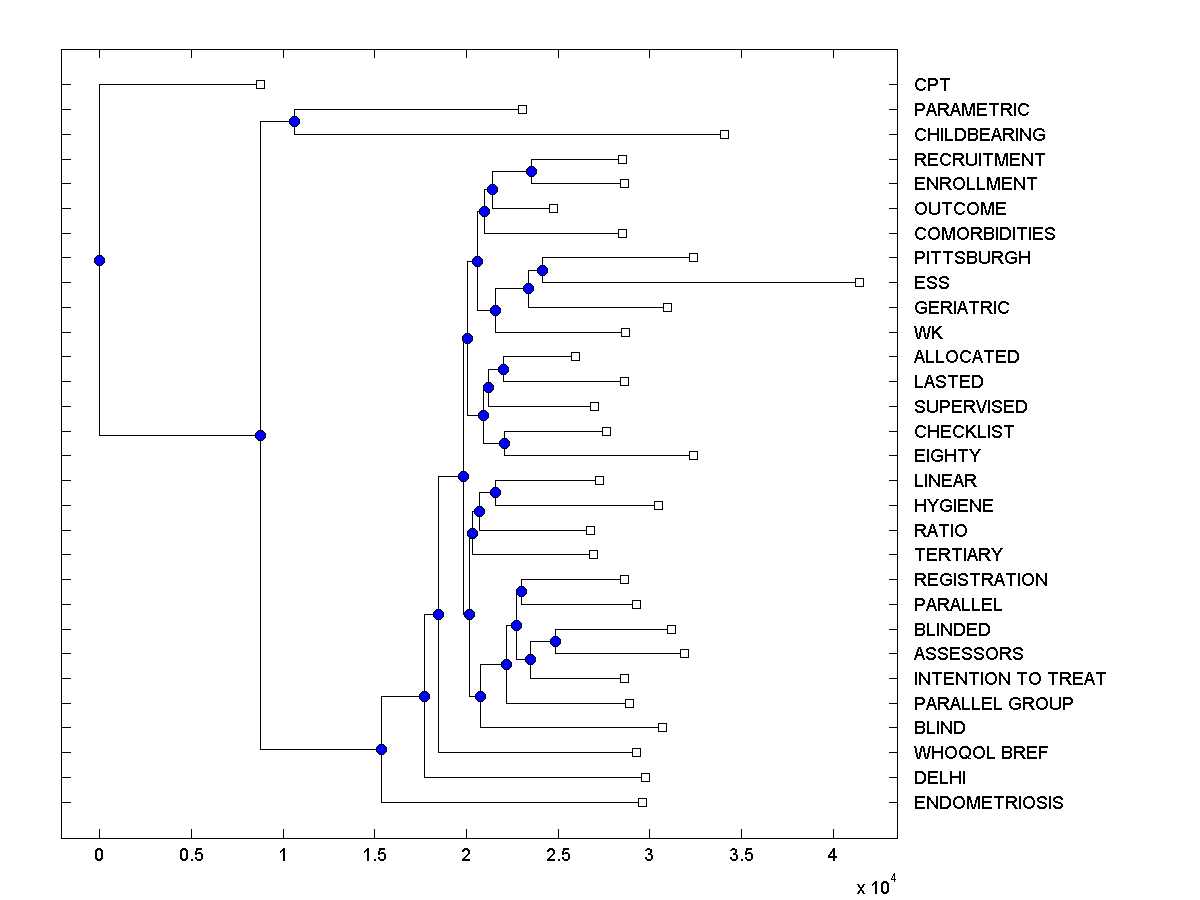 CPT
PARAMETRIC
CHILDBEARING
RECRUITMENT
ENROLLMENT
OUTCOME
COMORBIDITIES
PITTSBURGH
ESS
GERIATRIC
WK
ALLOCATED
LASTED
SUPERVISED
CHECKLIST
EIGHTY
LINEAR
HYGIENE
RATIO
TERTIARY
REGISTRATION
PARALLEL
BLINDED
ASSESSORS
INTENTION TO TREAT
PARALLEL GROUP
BLIND
WHOQOL BREF
DELHI
ENDOMETRIOSIS
0 0.5 1 1.5 2 2.5 3 3.5 4
x 10^4